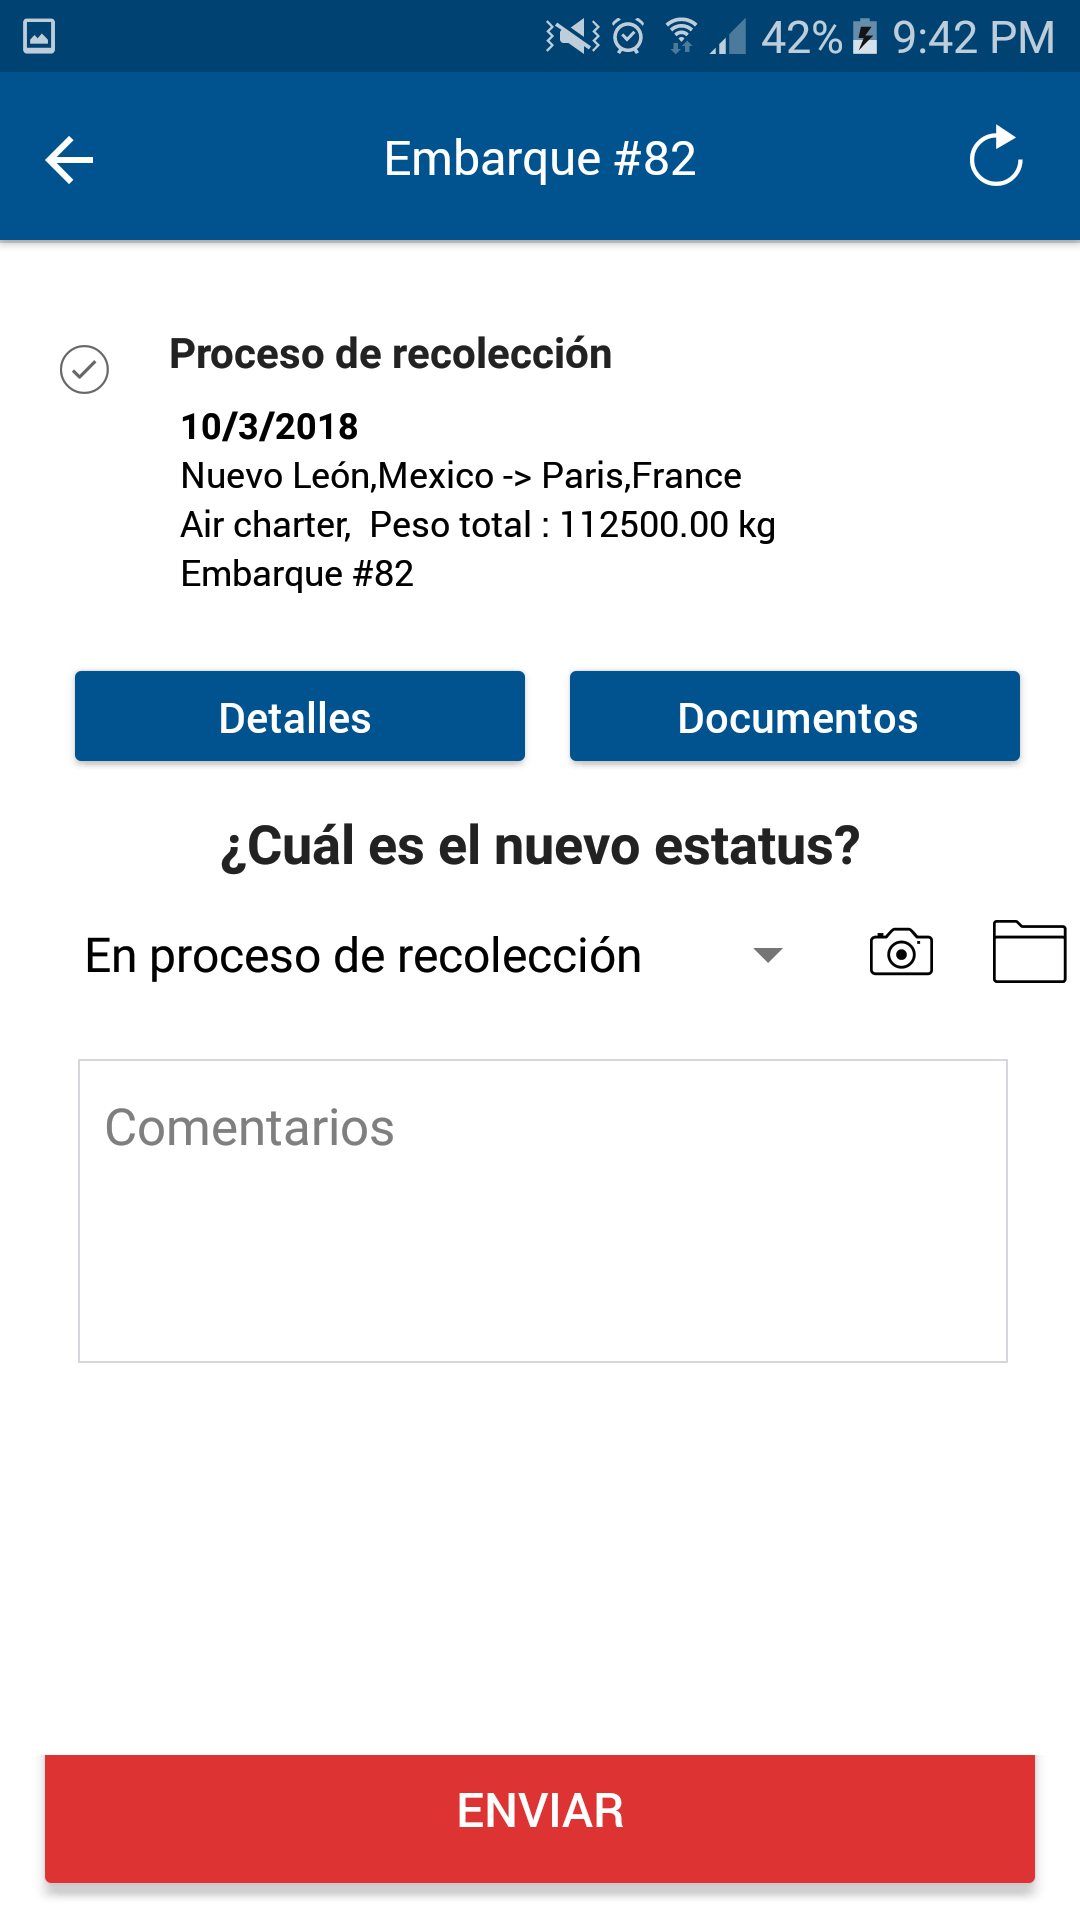 42% 9:42 PM
Embarque #82
Proceso de recolección
10/3/2018
Nuevo León,Mexico -> Paris,France
Air charter,  Peso total : 112500.00 kg
Embarque #82
Detalles
Documentos
¿Cuál es el nuevo estatus?
En proceso de recolección
Comentarios
ENVIAR